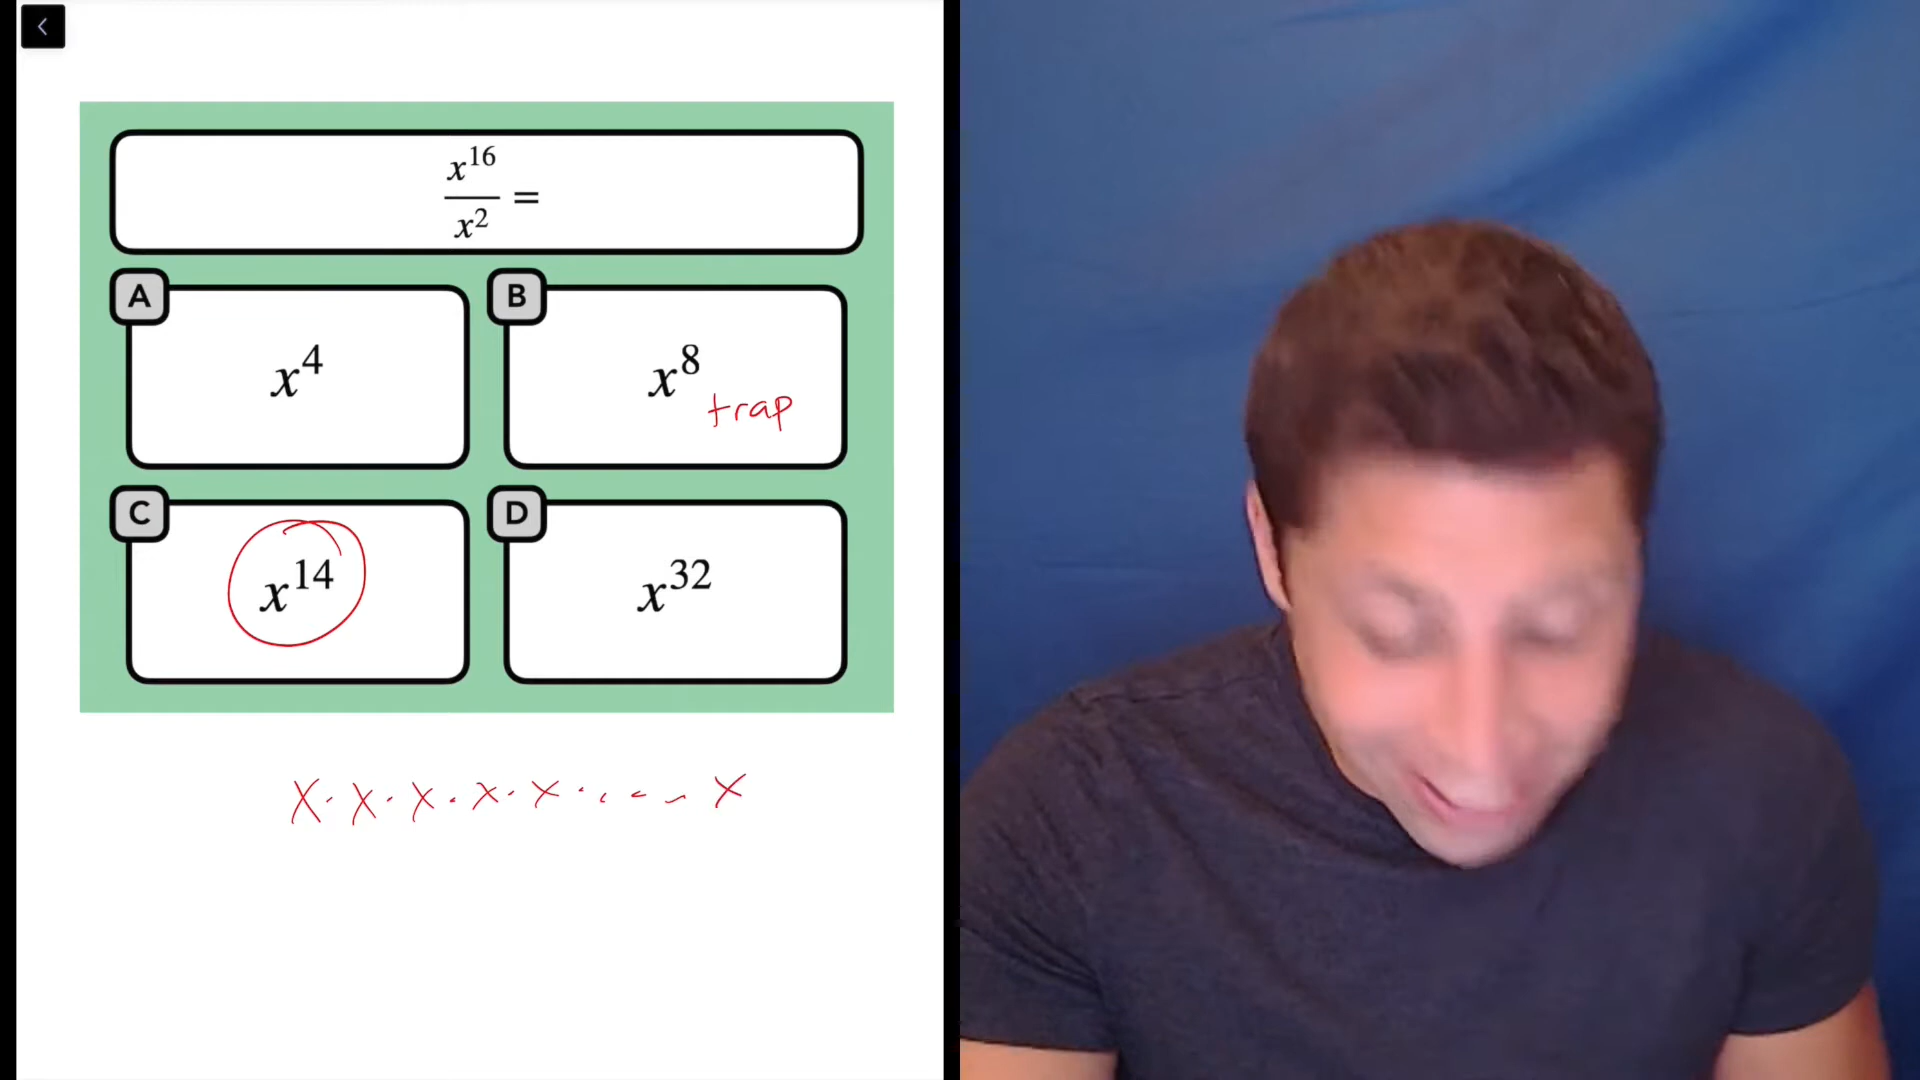 x^16
x^2 =
A
B
x^4
x^8
trap
C
D
x^14
x^32
x · x · x · x · x · . . . . x